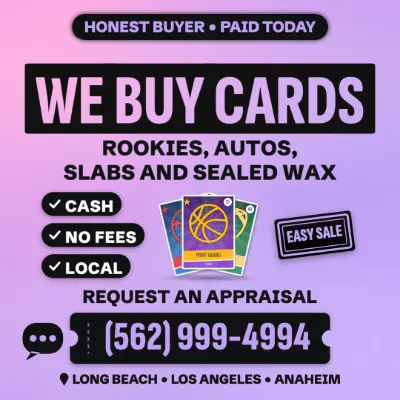 HONEST BUYER • PAID TODAY
WE BUY CARDS
ROOKIES, AUTOS,
SLABS AND SEALED WAX
CASH
NO FEES
LOCAL
POINT GUARD
EASY SALE
REQUEST AN APPRAISAL
(562) 999-4994
LONG BEACH • LOS ANGELES • ANAHEIM